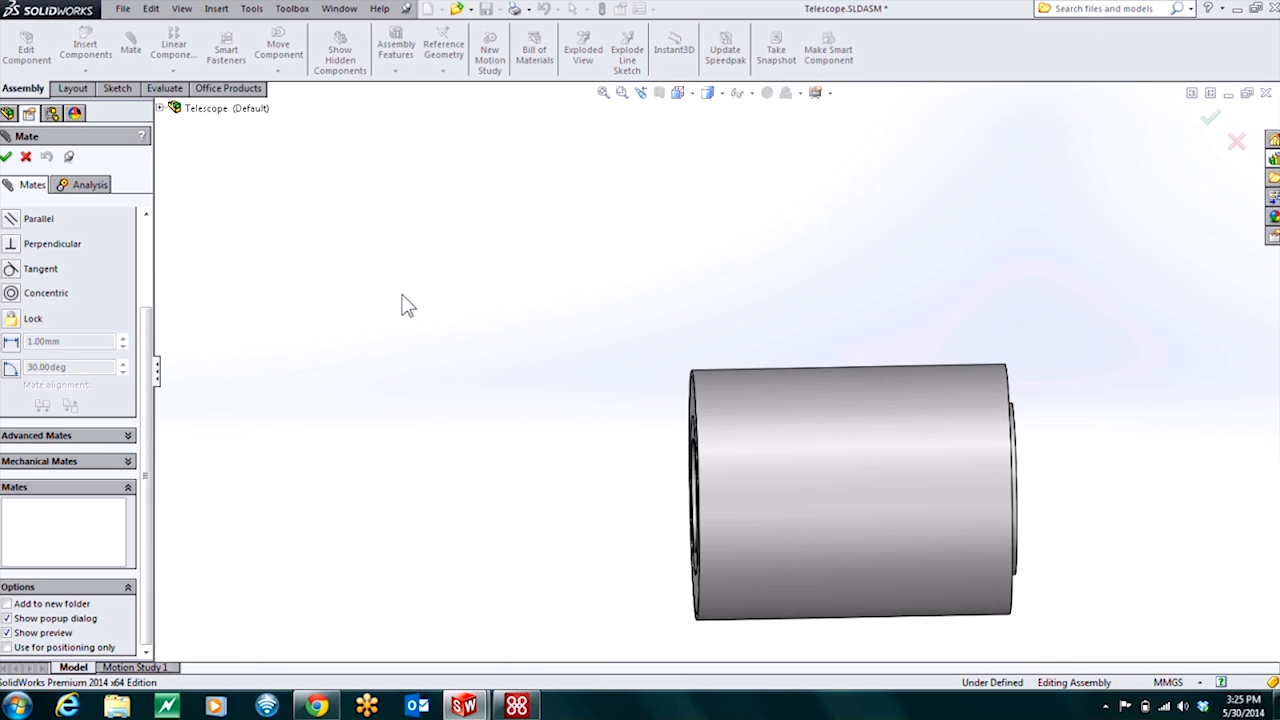 SOLIDWORKS File Edit View Insert Tools Toolbox Window Help Telescope.SLDASM * Search files and models
Edit Component
Insert Components
Mate
Linear Compone...
Smart Fasteners
Move Component
Show Hidden Components
Assembly Features
Reference Geometry
New Motion Study
Bill of Materials
Exploded View
Explode Line Sketch
Instant3D
Update Speedpak
Take Snapshot
Make Smart Component
Assembly Layout Sketch Evaluate Office Products
Telescope (Default)
Mate ?
Mates Analysis
Parallel
Perpendicular
Tangent
Concentric
Lock
1.00mm
30.00deg
Mate alignment:
Advanced Mates
Mechanical Mates
Mates
Options
Add to new folder
Show popup dialog
Show preview
Use for positioning only
Model Motion Study 1
SolidWorks Premium 2014 x64 Edition Under Defined Editing Assembly MMGS ?
SW
3:25 PM
5/30/2014